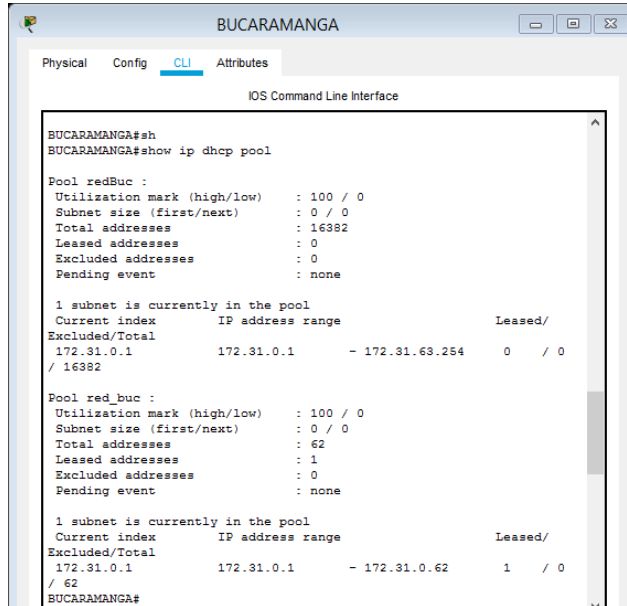 BUCARAMANGA
Physical Config CLI Attributes
IOS Command Line Interface
BUCARAMANGA#sh
BUCARAMANGA#show ip dhcp pool
Pool redBuc :
Utilization mark (high/low) : 100 / 0
Subnet size (first/next) : 0 / 0
Total addresses : 16382
Leased addresses : 0
Excluded addresses : 0
Pending event : none
1 subnet is currently in the pool
Current index IP address range Leased/
Excluded/Total
172.31.0.1 172.31.0.1 - 172.31.63.254 0 / 0
/ 16382
Pool red_buc :
Utilization mark (high/low) : 100 / 0
Subnet size (first/next) : 0 / 0
Total addresses : 62
Leased addresses : 1
Excluded addresses : 0
Pending event : none
1 subnet is currently in the pool
Current index IP address range Leased/
Excluded/Total
172.31.0.1 172.31.0.1 - 172.31.0.62 1 / 0
/ 62
BUCARAMANGA#